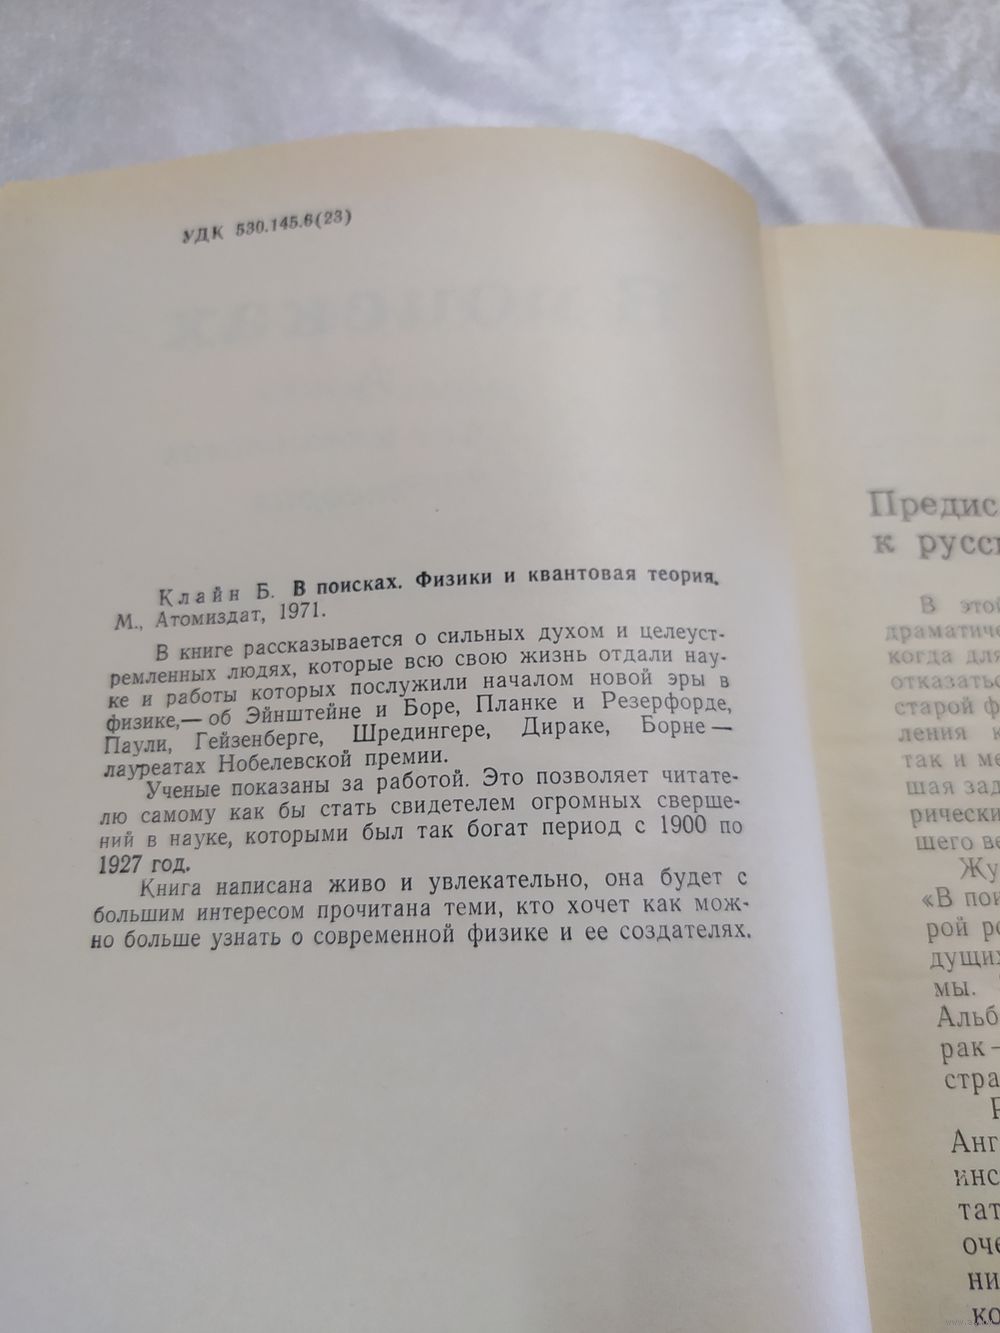 УДК 530.145.6(23)
Клайн Б. В поисках. Физики и квантовая теория.
М., Атомиздат, 1971.
В книге рассказывается о сильных духом и целеуст-
ремленных людях, которые всю свою жизнь отдали нау-
ке и работы которых послужили началом новой эры в
физике,— об Эйнштейне и Боре, Планке и Резерфорде,
Паули, Гейзенберге, Шредингере, Дираке, Борне —
лауреатах Нобелевской премии.
Ученые показаны за работой. Это позволяет читате-
лю самому как бы стать свидетелем огромных сверше-
ний в науке, которыми был так богат период с 1900 по
1927 год.
Книга написана живо и увлекательно, она будет с
большим интересом прочитана теми, кто хочет как мож-
но больше узнать о современной физике и ее создателях.
Предис
к русс
В этой
драматиче
когда для
отказатьс
старой ф
ления к
так и ме
шая зад
рически
шего ве
Жу
«В пои
рой ро
дущих
мы.
Альб
рак —
стра
Р
Анг
инс
тат
оче
ни
ко